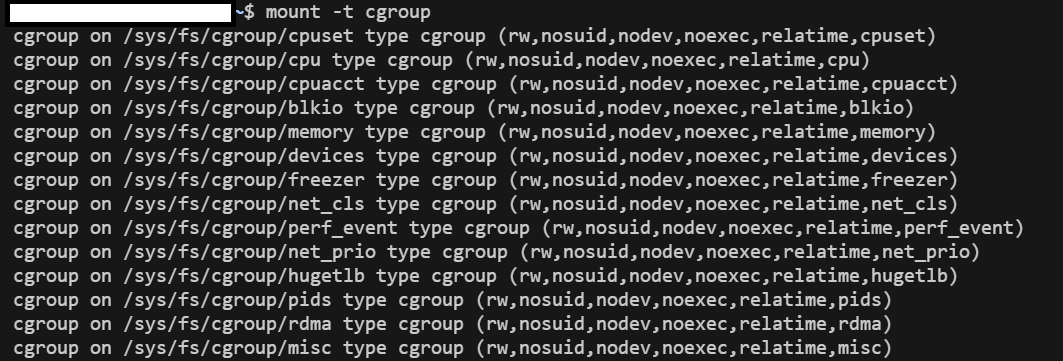 ~$ mount -t cgroup
cgroup on /sys/fs/cgroup/cpuset type cgroup (rw,nosuid,nodev,noexec,relatime,cpuset)
cgroup on /sys/fs/cgroup/cpu type cgroup (rw,nosuid,nodev,noexec,relatime,cpu)
cgroup on /sys/fs/cgroup/cpuacct type cgroup (rw,nosuid,nodev,noexec,relatime,cpuacct)
cgroup on /sys/fs/cgroup/blkio type cgroup (rw,nosuid,nodev,noexec,relatime,blkio)
cgroup on /sys/fs/cgroup/memory type cgroup (rw,nosuid,nodev,noexec,relatime,memory)
cgroup on /sys/fs/cgroup/devices type cgroup (rw,nosuid,nodev,noexec,relatime,devices)
cgroup on /sys/fs/cgroup/freezer type cgroup (rw,nosuid,nodev,noexec,relatime,freezer)
cgroup on /sys/fs/cgroup/net_cls type cgroup (rw,nosuid,nodev,noexec,relatime,net_cls)
cgroup on /sys/fs/cgroup/perf_event type cgroup (rw,nosuid,nodev,noexec,relatime,perf_event)
cgroup on /sys/fs/cgroup/net_prio type cgroup (rw,nosuid,nodev,noexec,relatime,net_prio)
cgroup on /sys/fs/cgroup/hugetlb type cgroup (rw,nosuid,nodev,noexec,relatime,hugetlb)
cgroup on /sys/fs/cgroup/pids type cgroup (rw,nosuid,nodev,noexec,relatime,pids)
cgroup on /sys/fs/cgroup/rdma type cgroup (rw,nosuid,nodev,noexec,relatime,rdma)
cgroup on /sys/fs/cgroup/misc type cgroup (rw,nosuid,nodev,noexec,relatime,misc)